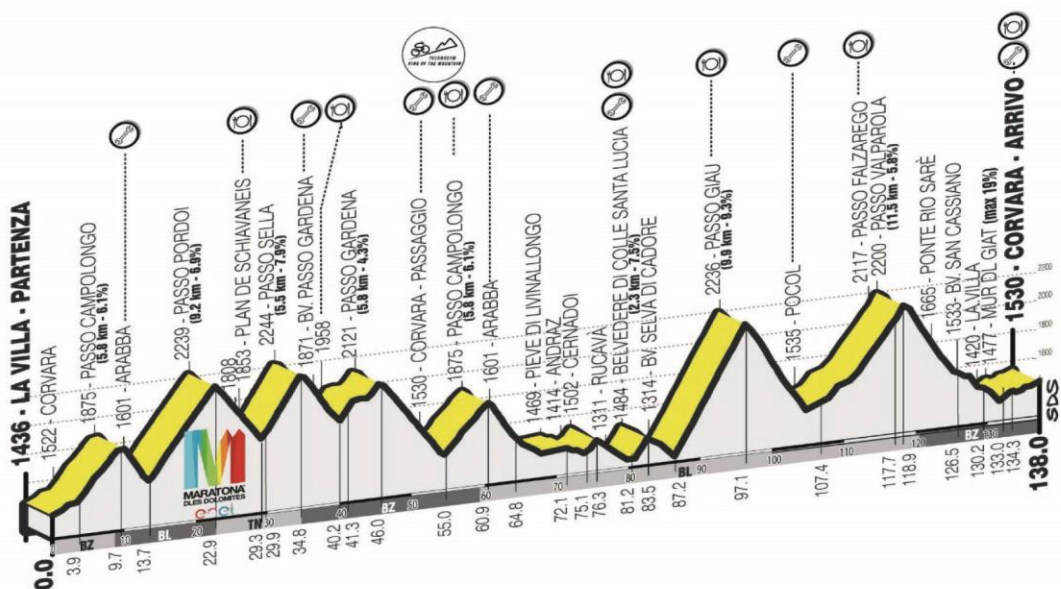 TECHNOGYM
KING OF THE MOUNTAIN
1436 - LA VILLA - PARTENZA
1522 - CORVARA
1875 - PASSO CAMPOLONGO
(5.8 km - 6.1%)
1601 - ARABBA
2239 - PASSO PORDOI
(9.2 km - 6.9%)
1808
1853 - PLAN DE SCHIAVANEIS
2244 - PASSO SELLA
(5.5 km - 7.9%)
1871 - BV. PASSO GARDENA
1958
2121 - PASSO GARDENA
(5.8 km - 4.3%)
1530 - CORVARA - PASSAGGIO
1875 - PASSO CAMPOLONGO
(5.8 km - 6.1%)
1601 - ARABBA
1469 - PIEVE DI LIVINALLONGO
1414 - ANDRAZ
1502 - CERNADOI
1311 - RUCAVÀ
1484 - BELVEDERE DI COLLE SANTA LUCIA
(2.3 km - 7.5%)
1314 - BV. SELVA DI CADORE
2236 - PASSO GIAU
(9.9 km - 9.3%)
1535 - POCOL
2117 - PASSO FALZAREGO
2200 - PASSO VALPAROLA
(11.5 km - 5.8%)
1665 - PONTE RIO SARÈ
1533- BV. SAN CASSIANO
1420 - LA VILLA
1477 - MÜR DL GIAT (max 19%)
1530 - CORVARA - ARRIVO
2200
2000
1800
1600
SDS
MARATONA
DLES DOLOMITES
enel
0 BZ 10 BL 20 TN 30 40 BZ 50 60 70 80 BL 90 100 110 120 BZ 130
0.0
3.9
9.7
13.7
22.9
29.3
29.9
34.8
40.2
41.3
46.0
55.0
60.9
64.8
72.1
75.1
76.3
81.2
83.5
87.2
97.1
107.4
117.7
118.9
126.5
130.2
133.0
134.3
138.0